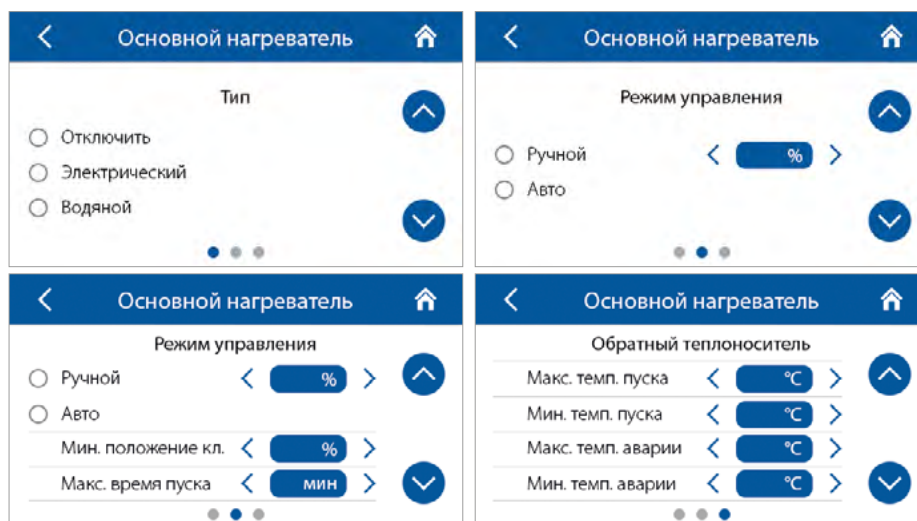 Основной нагреватель
Тип
Отключить
Электрический
Водяной
Основной нагреватель
Режим управления
Ручной %
Авто
Основной нагреватель
Режим управления
Ручной %
Авто
Мин. положение кл. %
Макс. время пуска мин
Основной нагреватель
Обратный теплоноситель
Макс. темп. пуска °C
Мин. темп. пуска °C
Макс. темп. аварии °C
Мин. темп. аварии °C